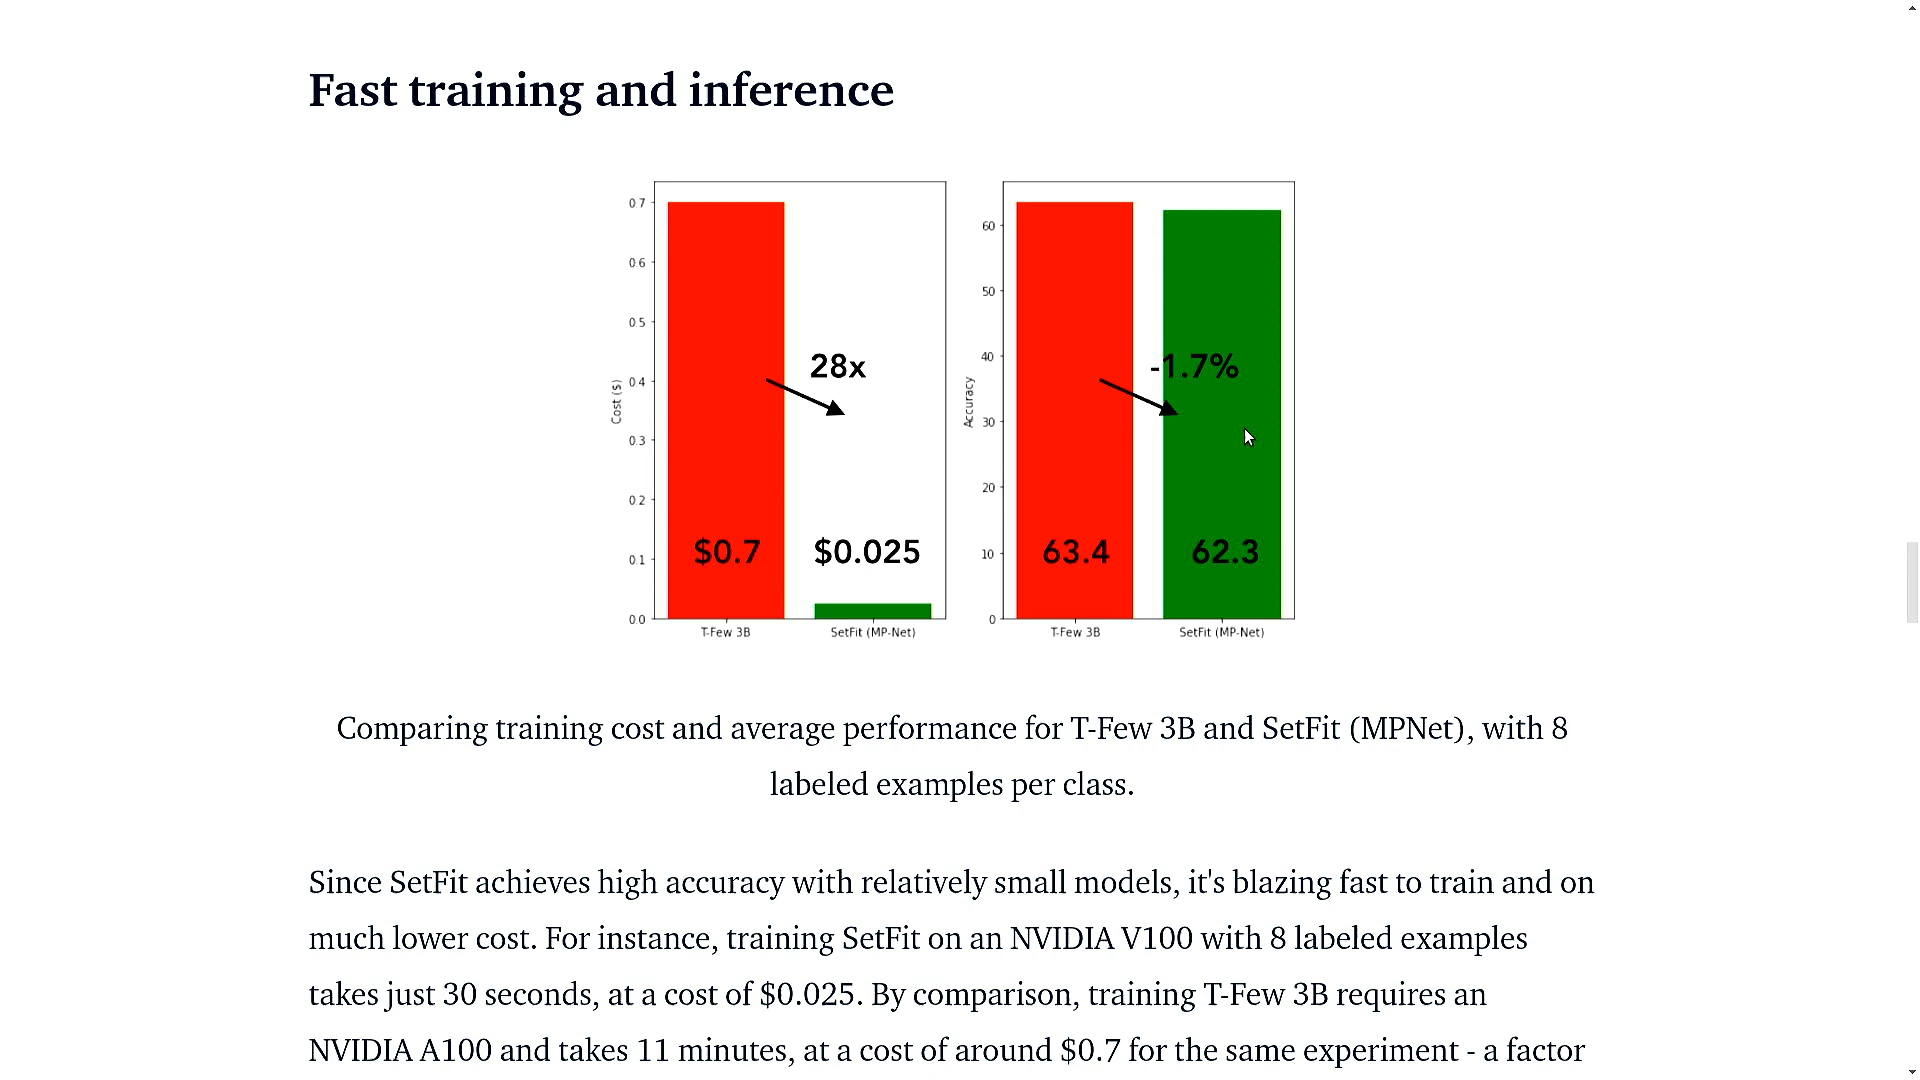 Fast training and inference
0.7
0.6
0.5
0.4
0.3
0.2
0.1
0.0
Cost ($)
28x
$0.7
$0.025
T-Few 3B
SetFit (MP-Net)
60
50
40
30
20
10
0
Accuracy
-1.7%
63.4
62.3
T-Few 3B
SetFit (MP-Net)
Comparing training cost and average performance for T-Few 3B and SetFit (MPNet), with 8
labeled examples per class.
Since SetFit achieves high accuracy with relatively small models, it's blazing fast to train and on
much lower cost. For instance, training SetFit on an NVIDIA V100 with 8 labeled examples
takes just 30 seconds, at a cost of $0.025. By comparison, training T-Few 3B requires an
NVIDIA A100 and takes 11 minutes, at a cost of around $0.7 for the same experiment - a factor